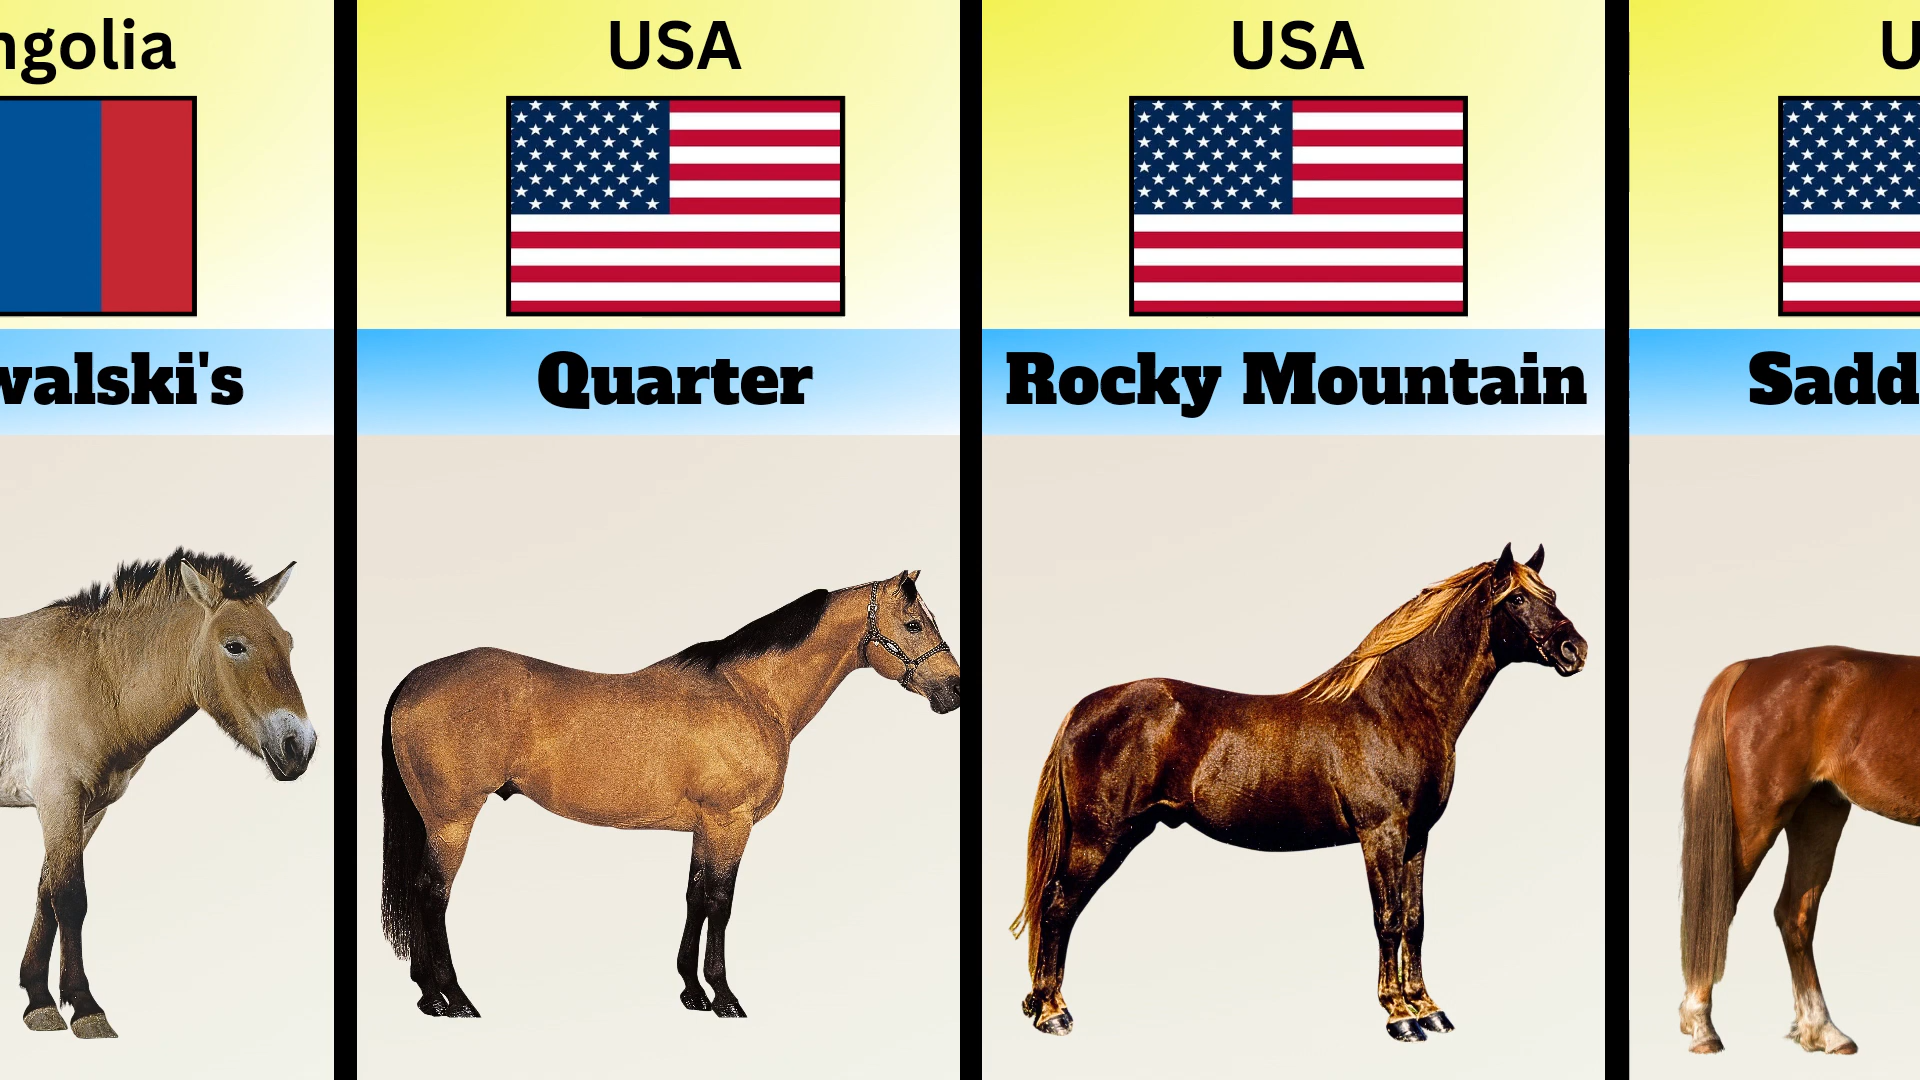 ngolia
USA
USA
U
walski's
Quarter
Rocky Mountain
Sadd